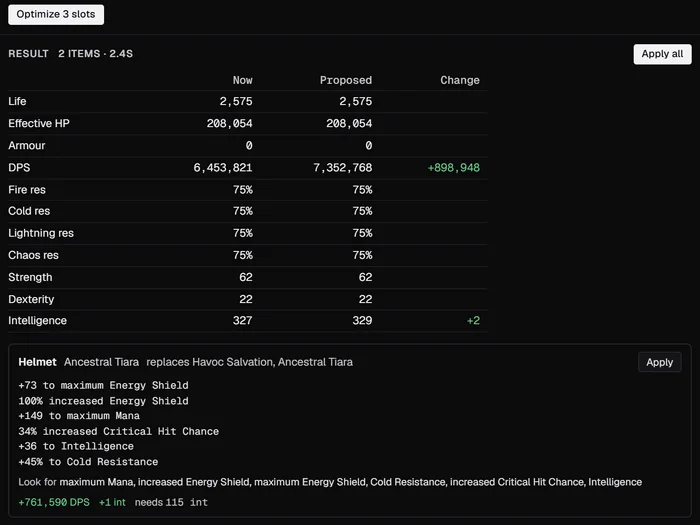 Optimize 3 slots
RESULT 2 ITEMS · 2.4S Apply all
Now Proposed Change
Life 2,575 2,575
Effective HP 208,054 208,054
Armour 0 0
DPS 6,453,821 7,352,768 +898,948
Fire res 75% 75%
Cold res 75% 75%
Lightning res 75% 75%
Chaos res 75% 75%
Strength 62 62
Dexterity 22 22
Intelligence 327 329 +2
Helmet Ancestral Tiara replaces Havoc Salvation, Ancestral Tiara Apply
+73 to maximum Energy Shield
100% increased Energy Shield
+149 to maximum Mana
34% increased Critical Hit Chance
+36 to Intelligence
+45% to Cold Resistance
Look for maximum Mana, increased Energy Shield, maximum Energy Shield, Cold Resistance, increased Critical Hit Chance, Intelligence
+761,590 DPS +1 int needs 115 int